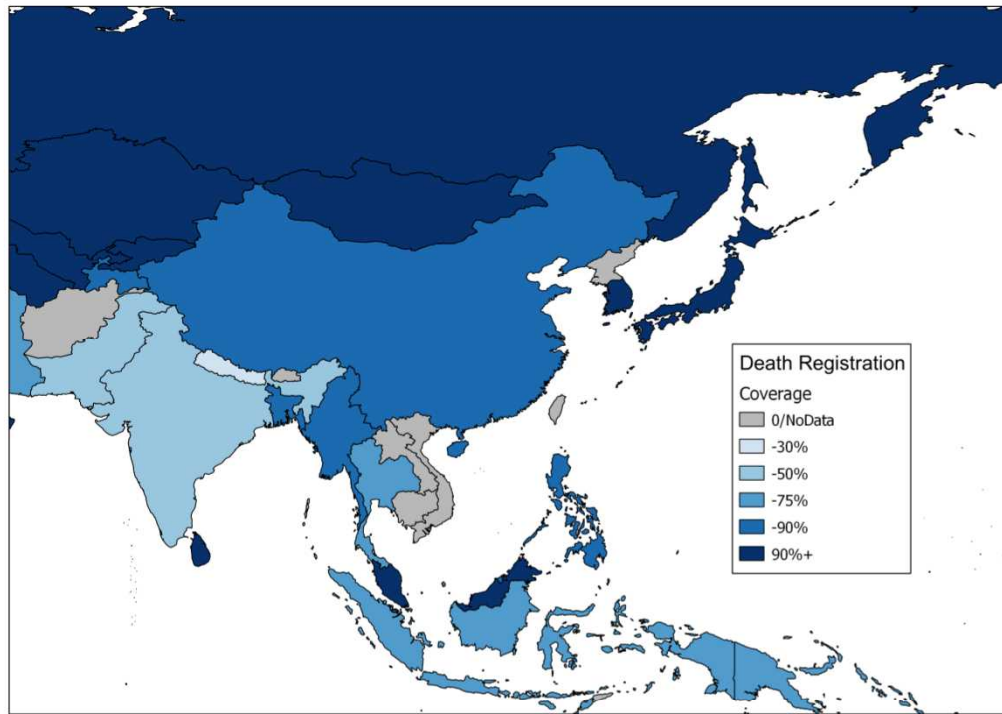 Death Registration
Coverage
0/NoData
-30%
-50%
-75%
-90%
90%+